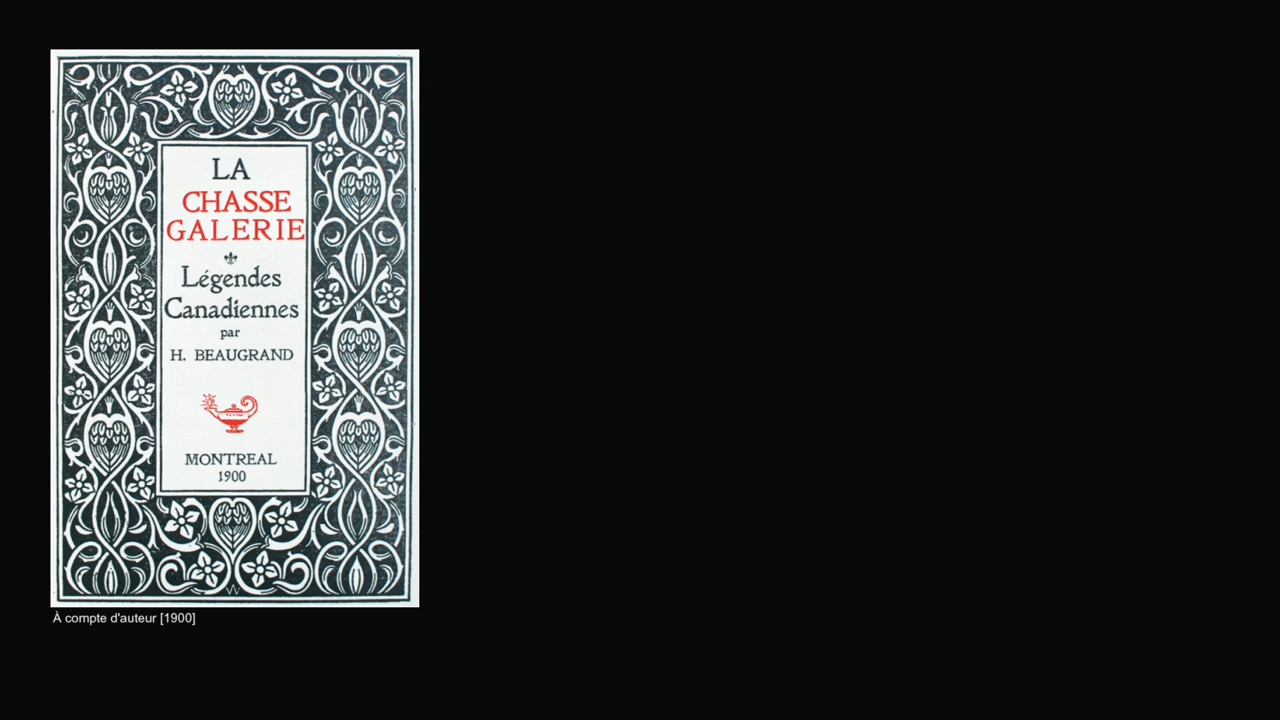 LA
CHASSE
GALERIE
Légendes
Canadiennes
par
H. BEAUGRAND
MONTREAL
1900
À compte d'auteur [1900]